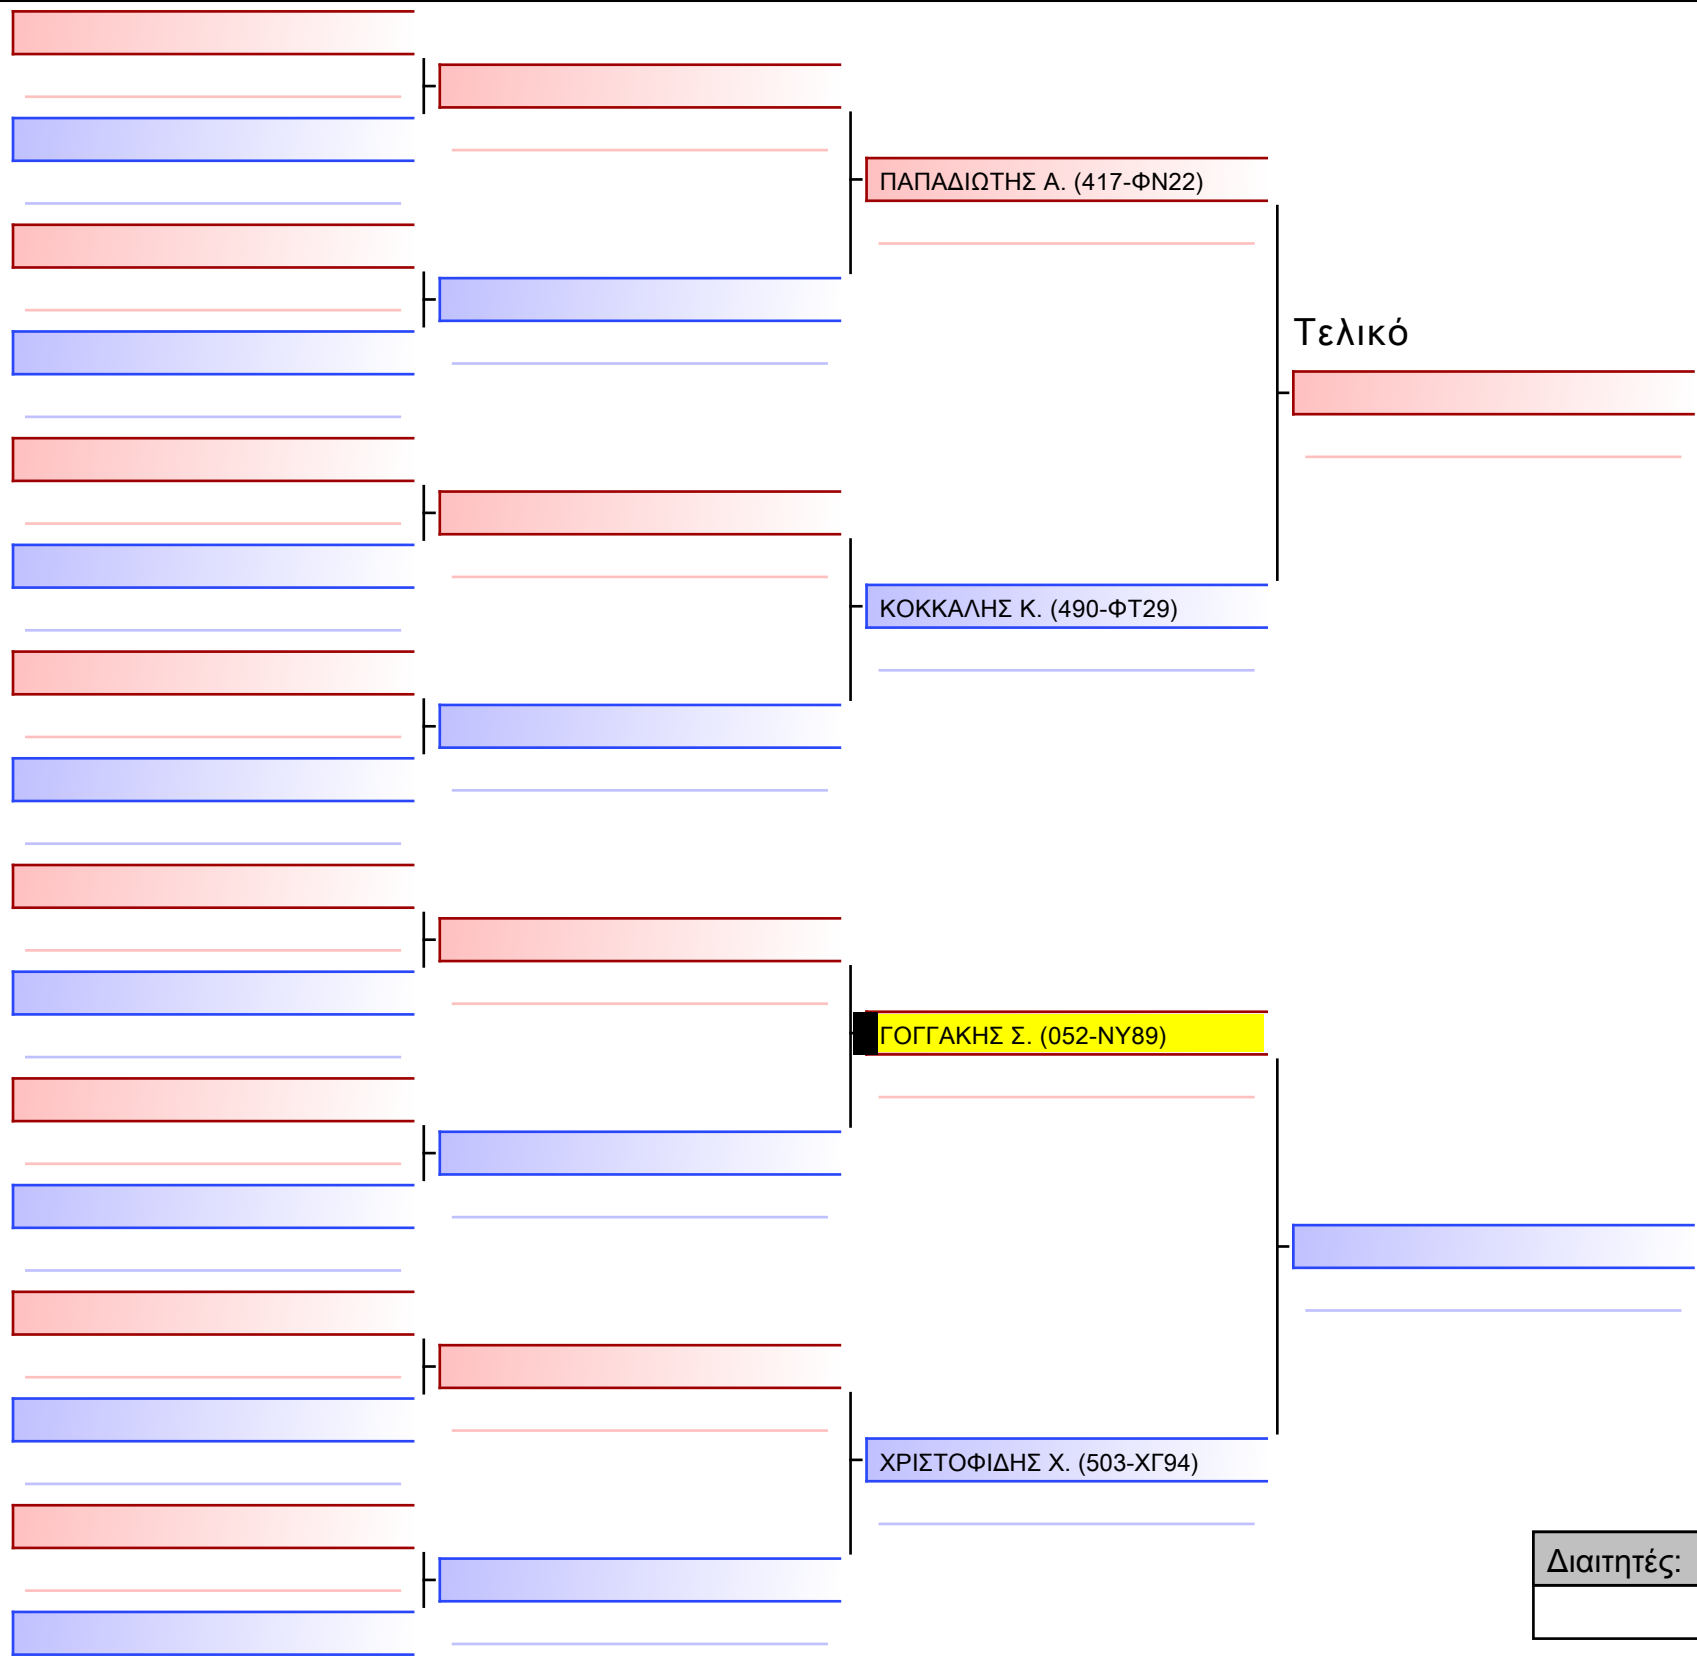 ΠΑΠΑΔΙΩΤΗΣ Α. (417-ΦΝ22)
Τελικό
ΚΟΚΚΑΛΗΣ Κ. (490-ΦΤ29)
ΓΟΓΓΑΚΗΣ Σ. (052-ΝΥ89)
ΧΡΙΣΤΟΦΙΔΗΣ Χ. (503-ΧΓ94)
Διαιτητές: